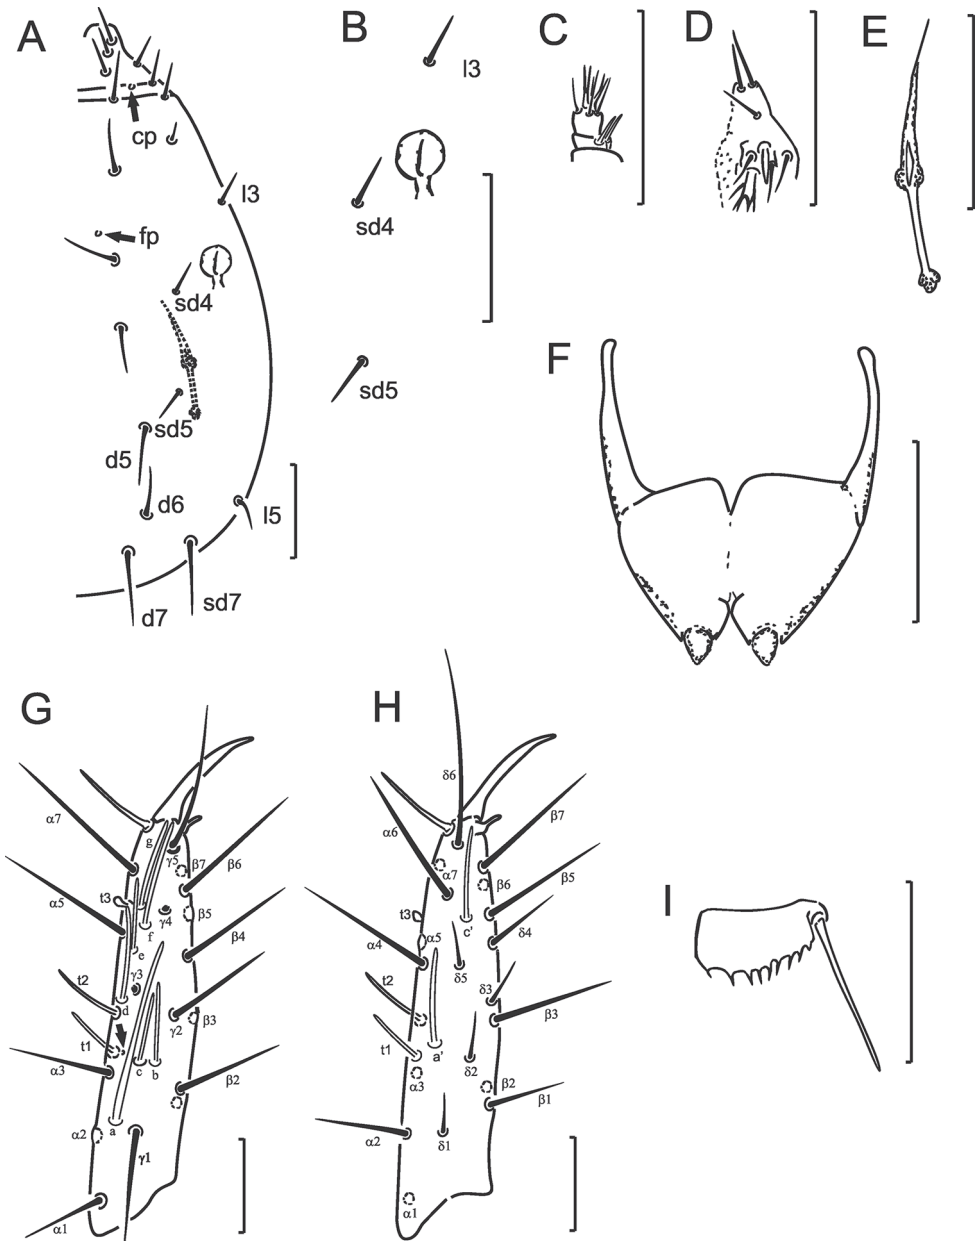 A
cp
l3
fp
sd4
sd5
d5
d6
l5
d7
sd7
B
l3
sd4
sd5
C
D
E
F
G
α7
g
γ5
β7
β6
α5
t3
γ4
β5
f
e
β4
t2
γ3
d
γ2
β3
t1
α3
c
b
β2
α2
a
γ1
α1
H
δ6
α6
β7
α7
β6
β5
t3
c'
α4
α5
δ4
δ5
t2
δ3
β3
t1
a'
α3
δ2
β2
β1
α2
δ1
α1
I